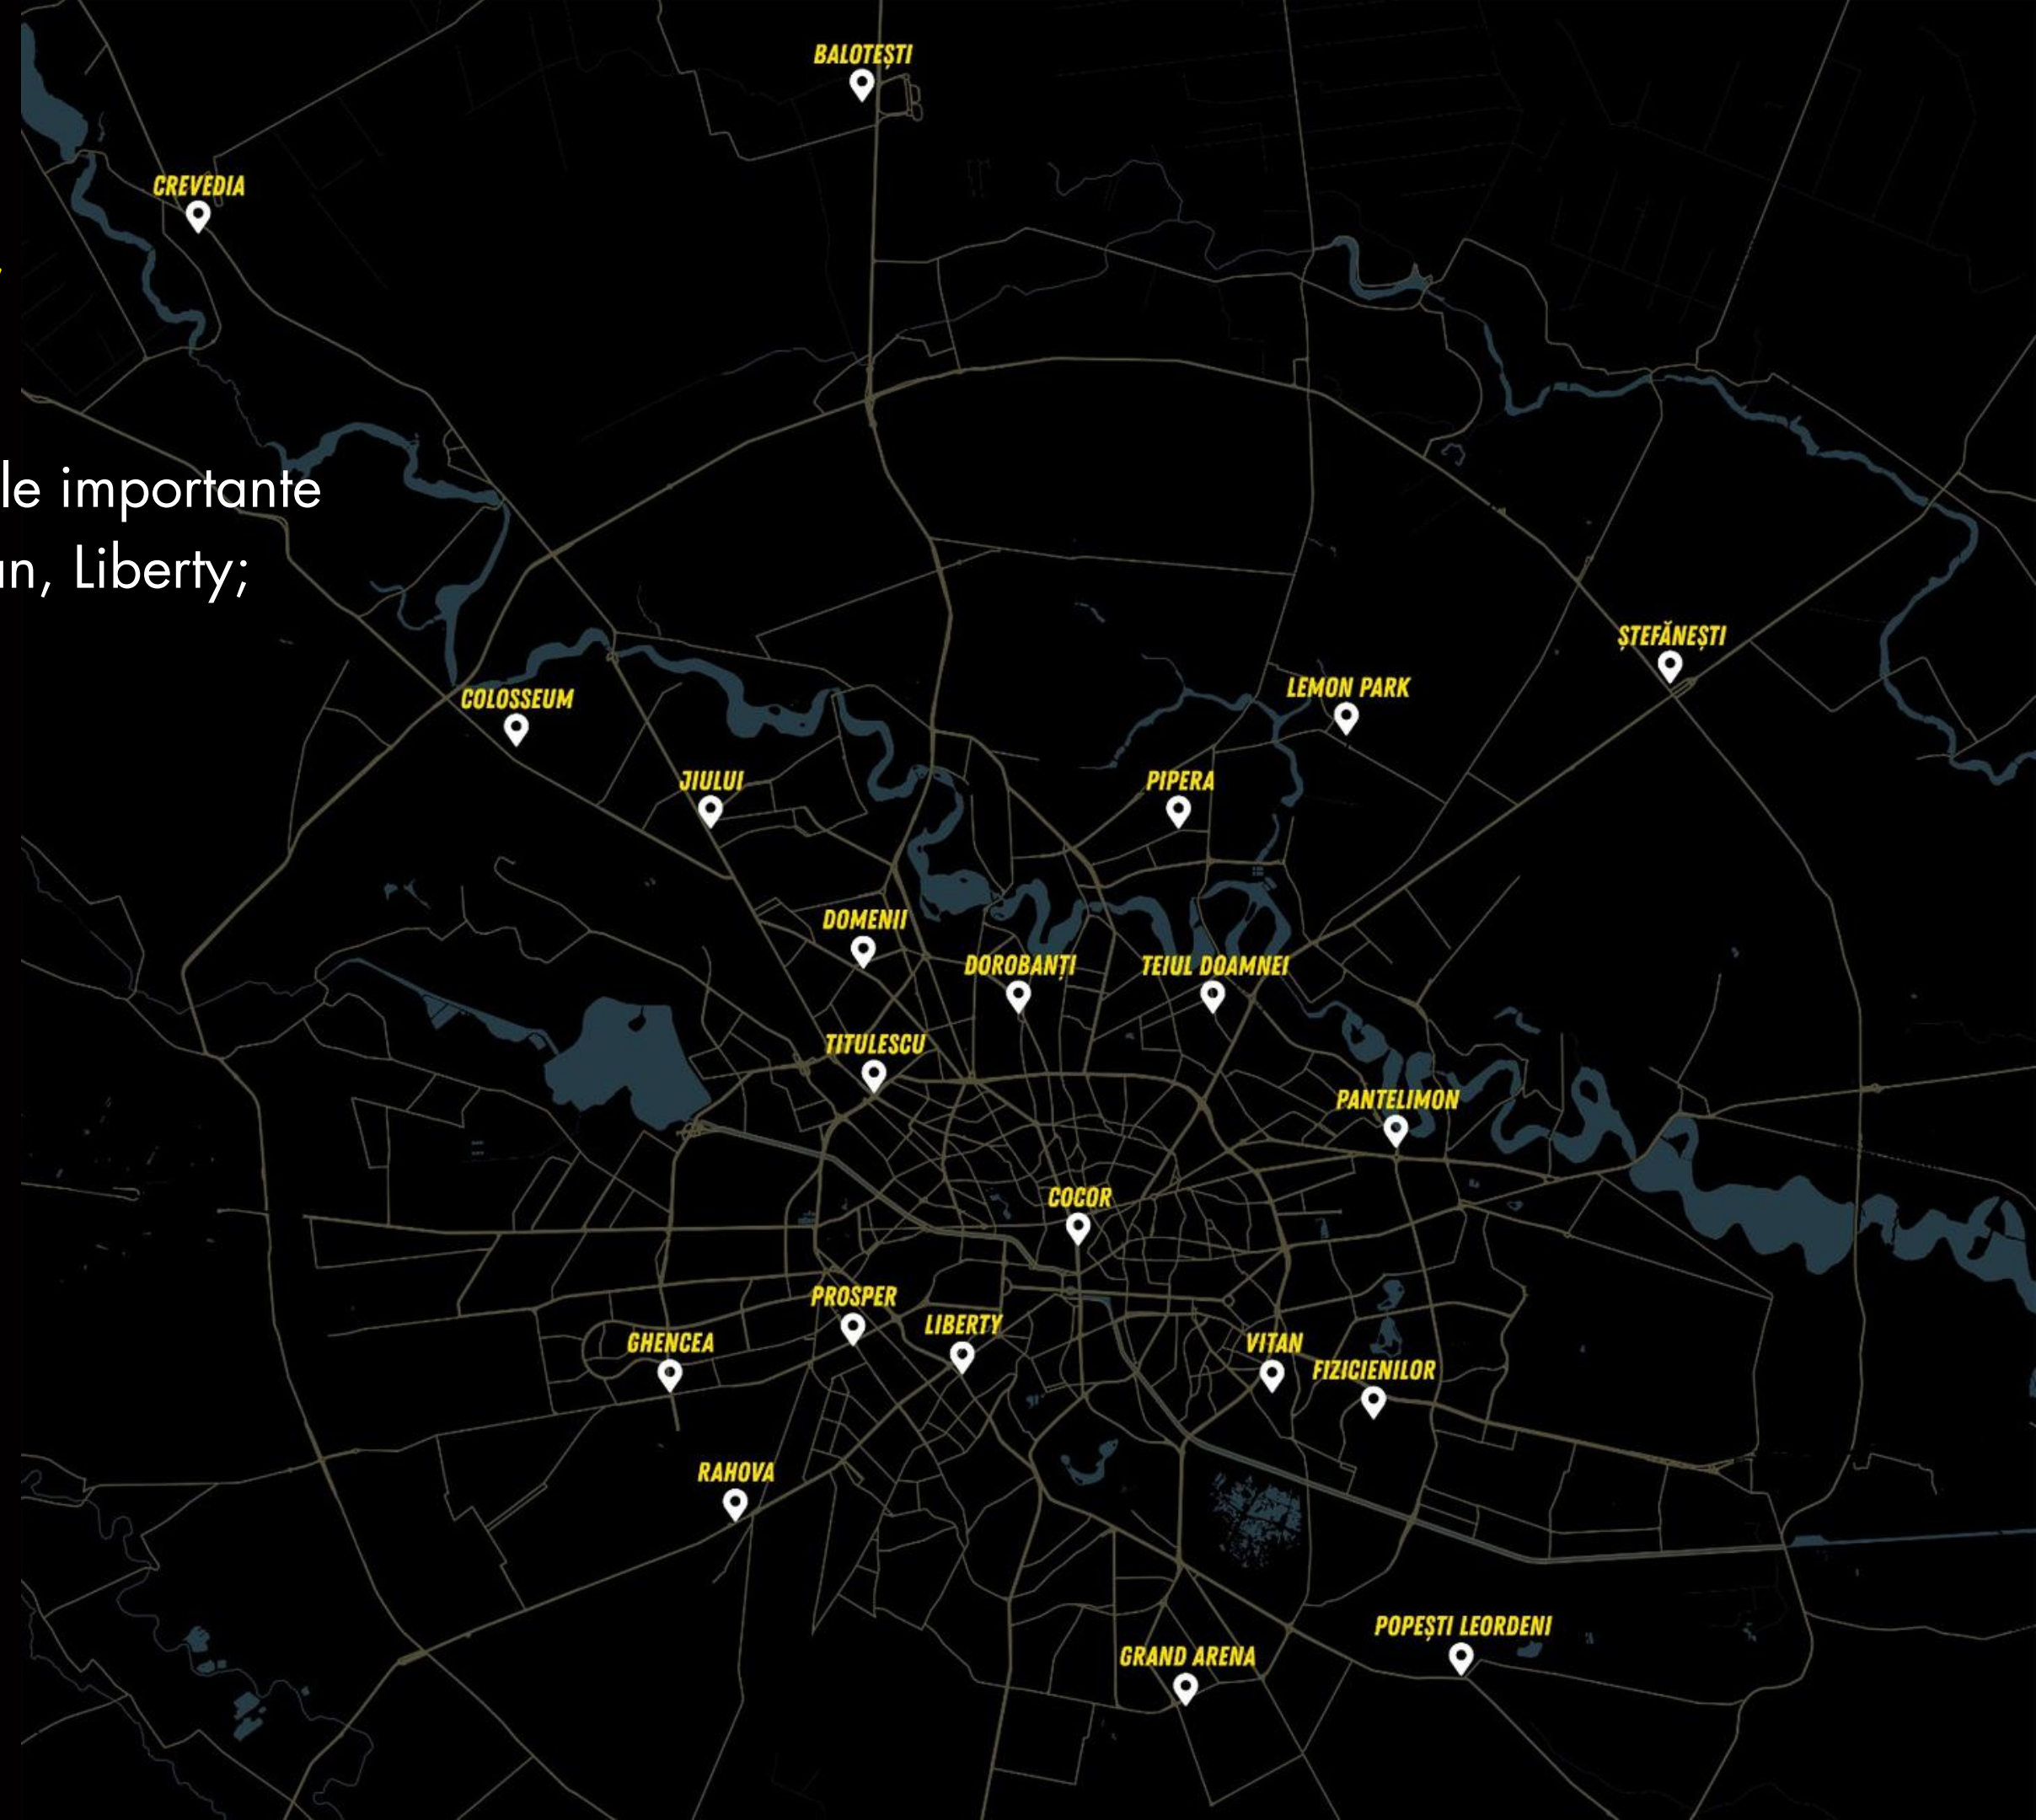 BALOTEȘTI
CREVEDIA
le importante
Liberty;
ȘTEFĂNEȘTI
LEMON PARK
COLOSSEUM
JIULUI
PIPERA
DOMENII
DOROBANȚI
TEIUL DOAMNEI
TITULESCU
PANTELIMON
COCOR
PROSPER
LIBERTY
GHENCEA
VITAN
FIZICIENILOR
RAHOVA
POPEȘTI LEORDENI
GRAND ARENA